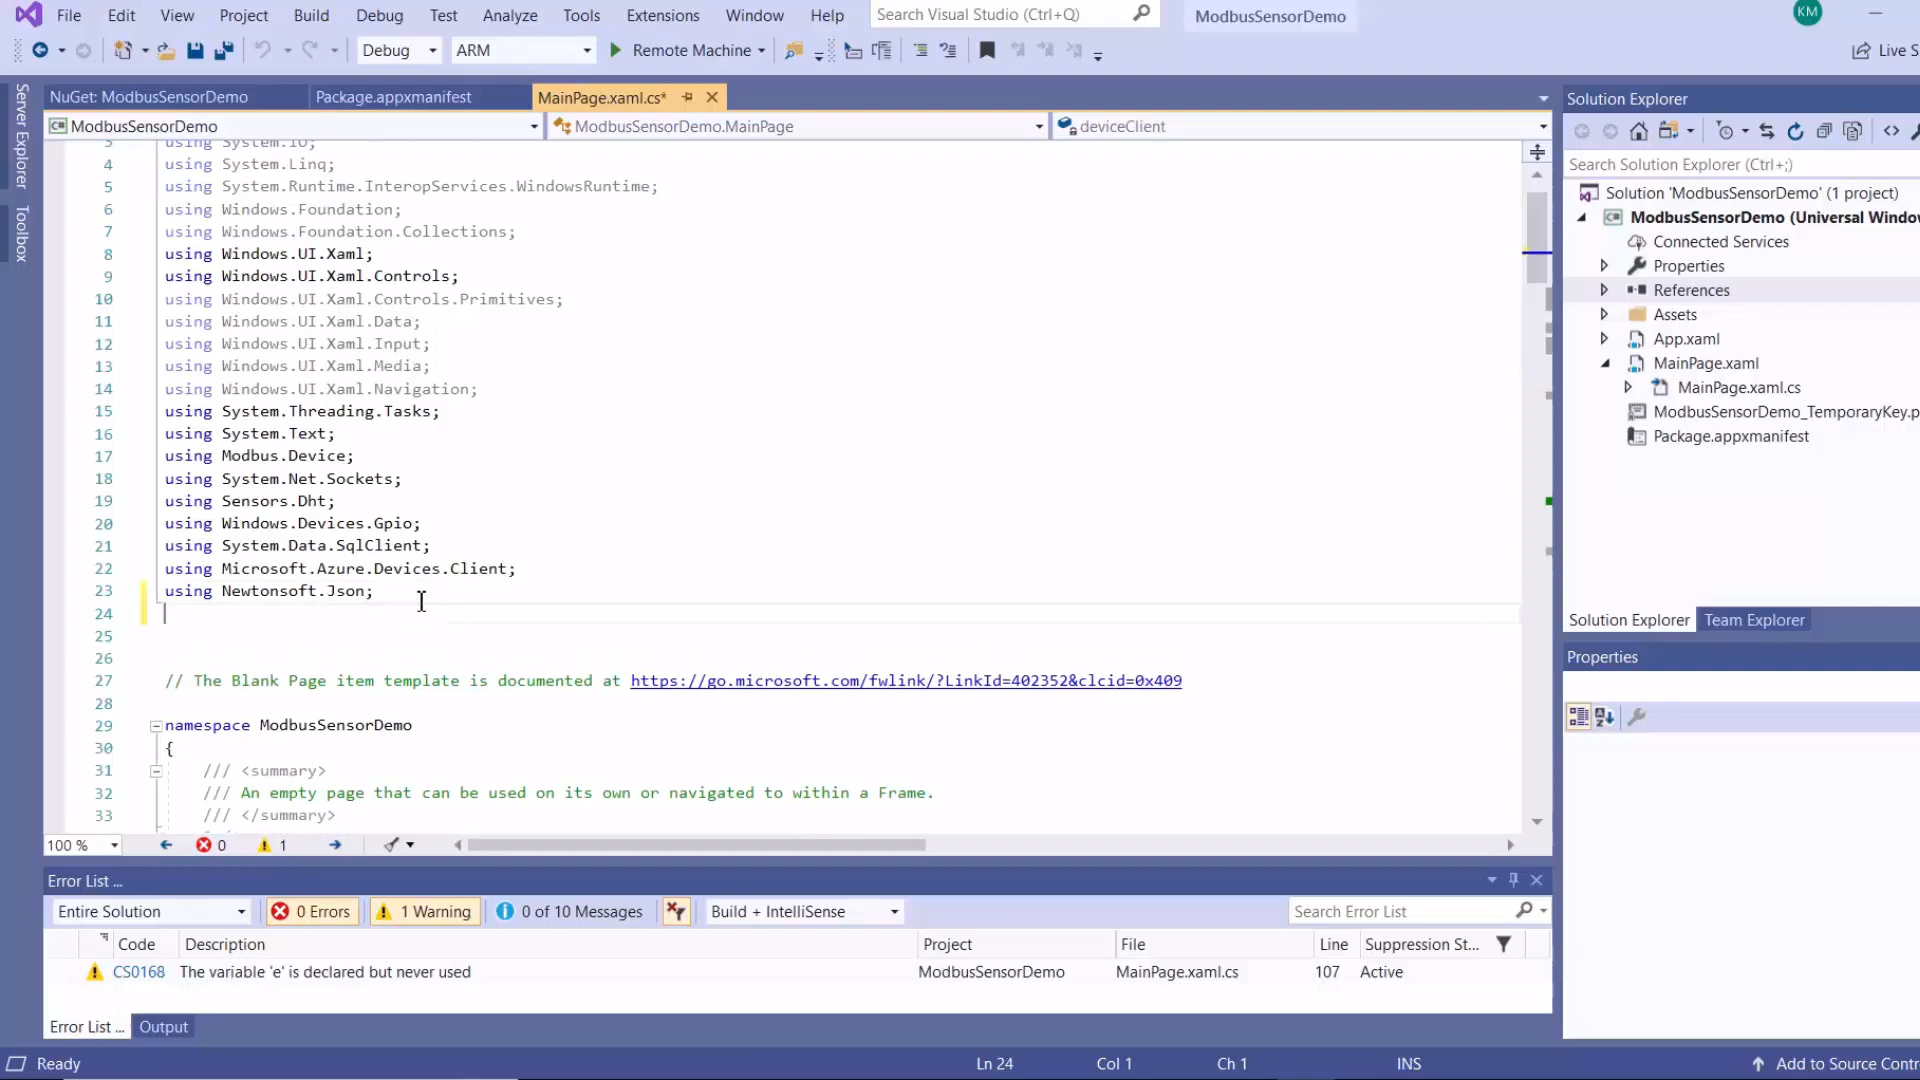 File Edit View Project Build Debug Test Analyze Tools Extensions Window Help Search Visual Studio (Ctrl+Q) ModbusSensorDemo KM
Debug ARM Remote Machine Live S
Server Explorer
Toolbox
NuGet: ModbusSensorDemo Package.appxmanifest MainPage.xaml.cs*
ModbusSensorDemo ModbusSensorDemo.MainPage deviceClient
3 using System.IO;
4 using System.Linq;
5 using System.Runtime.InteropServices.WindowsRuntime;
6 using Windows.Foundation;
7 using Windows.Foundation.Collections;
8 using Windows.UI.Xaml;
9 using Windows.UI.Xaml.Controls;
10 using Windows.UI.Xaml.Controls.Primitives;
11 using Windows.UI.Xaml.Data;
12 using Windows.UI.Xaml.Input;
13 using Windows.UI.Xaml.Media;
14 using Windows.UI.Xaml.Navigation;
15 using System.Threading.Tasks;
16 using System.Text;
17 using Modbus.Device;
18 using System.Net.Sockets;
19 using Sensors.Dht;
20 using Windows.Devices.Gpio;
21 using System.Data.SqlClient;
22 using Microsoft.Azure.Devices.Client;
23 using Newtonsoft.Json;
24
25
26
27 // The Blank Page item template is documented at https://go.microsoft.com/fwlink/?LinkId=402352&clcid=0x409
28
29 namespace ModbusSensorDemo
30 {
31 /// <summary>
32 /// An empty page that can be used on its own or navigated to within a Frame.
33 /// </summary>
100 % 0 1
Error List ...
Entire Solution 0 Errors 1 Warning 0 of 10 Messages Build + IntelliSense Search Error List
Code Description Project File Line Suppression St...
CS0168 The variable 'e' is declared but never used ModbusSensorDemo MainPage.xaml.cs 107 Active
Error List ... Output
Solution Explorer
Search Solution Explorer (Ctrl+;)
Solution 'ModbusSensorDemo' (1 project)
ModbusSensorDemo (Universal Window
Connected Services
Properties
References
Assets
App.xaml
MainPage.xaml
MainPage.xaml.cs
ModbusSensorDemo_TemporaryKey.p
Package.appxmanifest
Solution Explorer Team Explorer
Properties
Ready Ln 24 Col 1 Ch 1 INS Add to Source Contr